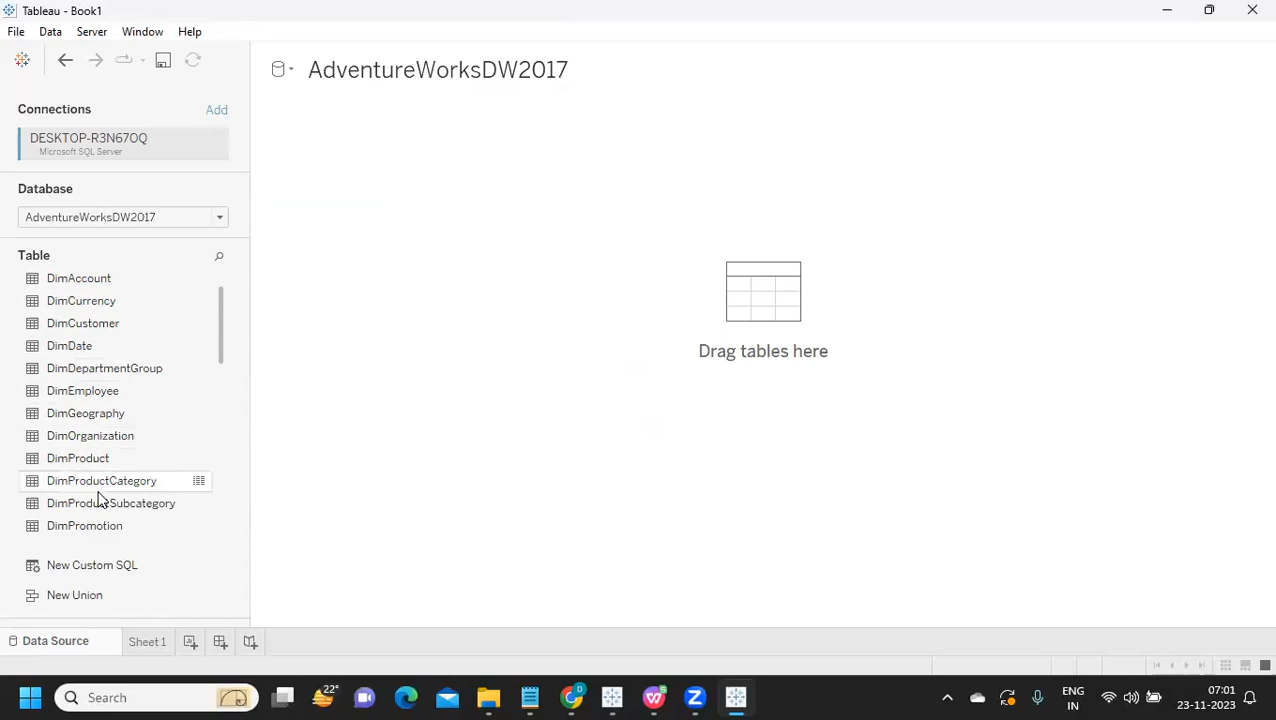 Tableau - Book1
File Data Server Window Help
AdventureWorksDW2017
Connections Add
DESKTOP-R3N67OQ
Microsoft SQL Server
Database
AdventureWorksDW2017
Table
DimAccount
DimCurrency
DimCustomer
DimDate
DimDepartmentGroup
DimEmployee
DimGeography
DimOrganization
DimProduct
DimProductCategory
DimProductSubcategory
DimPromotion
Drag tables here
New Custom SQL
New Union
Data Source Sheet 1
Search 22° ENG IN 07:01 23-11-2023